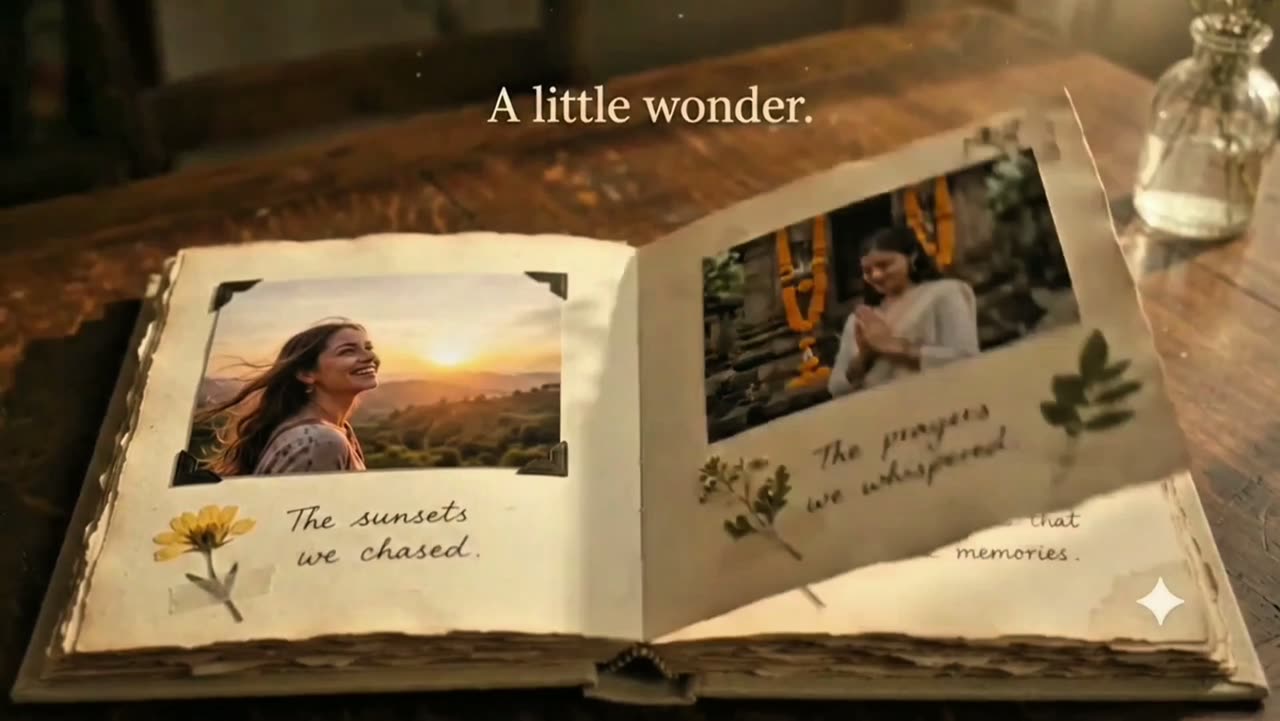 A little wonder.
The sunsets
we chased.
The prayers
we whispered
that
memories.